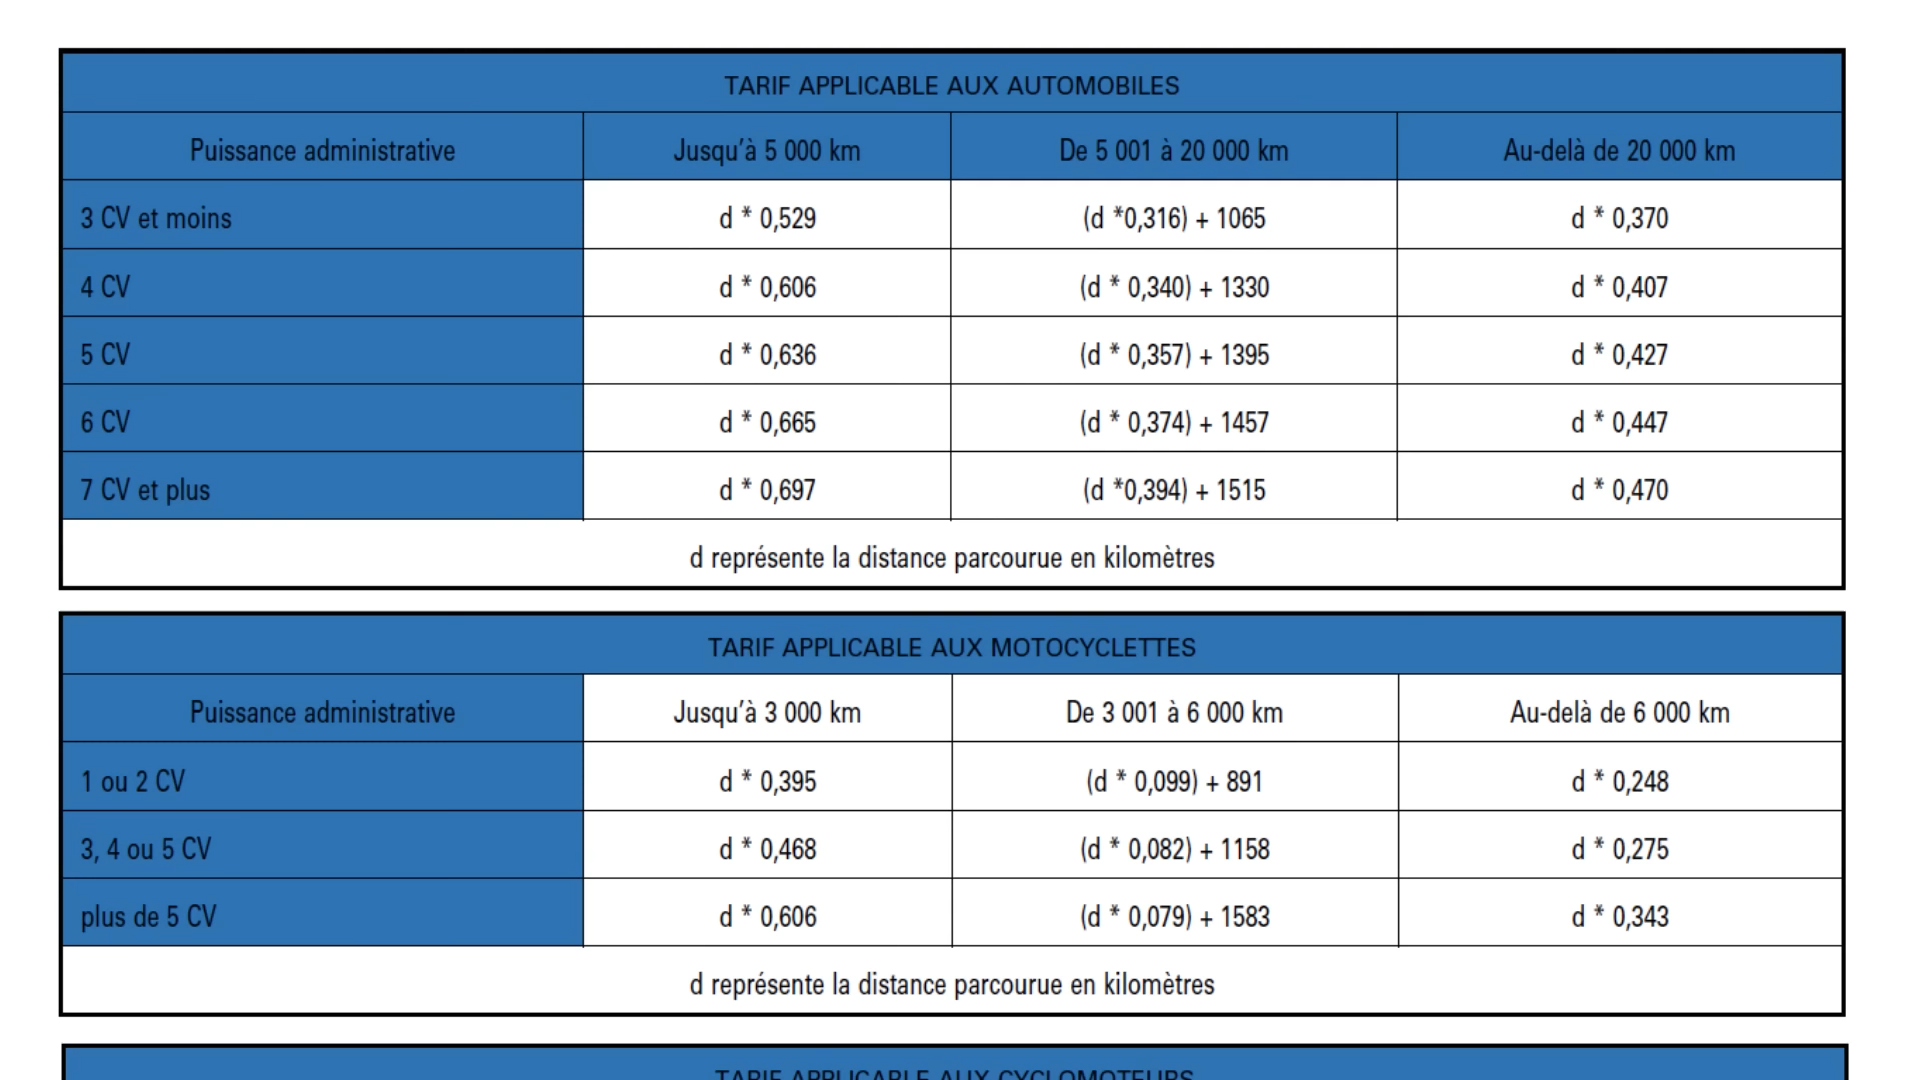 TARIF APPLICABLE AUX AUTOMOBILES
Puissance administrative Jusqu'à 5 000 km De 5 001 à 20 000 km Au-delà de 20 000 km
3 CV et moins d * 0,529 (d *0,316) + 1065 d * 0,370
4 CV d * 0,606 (d * 0,340) + 1330 d * 0,407
5 CV d * 0,636 (d * 0,357) + 1395 d * 0,427
6 CV d * 0,665 (d * 0,374) + 1457 d * 0,447
7 CV et plus d * 0,697 (d *0,394) + 1515 d * 0,470
d représente la distance parcourue en kilomètres
TARIF APPLICABLE AUX MOTOCYCLETTES
Puissance administrative Jusqu'à 3 000 km De 3 001 à 6 000 km Au-delà de 6 000 km
1 ou 2 CV d * 0,395 (d * 0,099) + 891 d * 0,248
3, 4 ou 5 CV d * 0,468 (d * 0,082) + 1158 d * 0,275
plus de 5 CV d * 0,606 (d * 0,079) + 1583 d * 0,343
d représente la distance parcourue en kilomètres
TARIF APPLICABLE AUX CYCLOMOTEURS